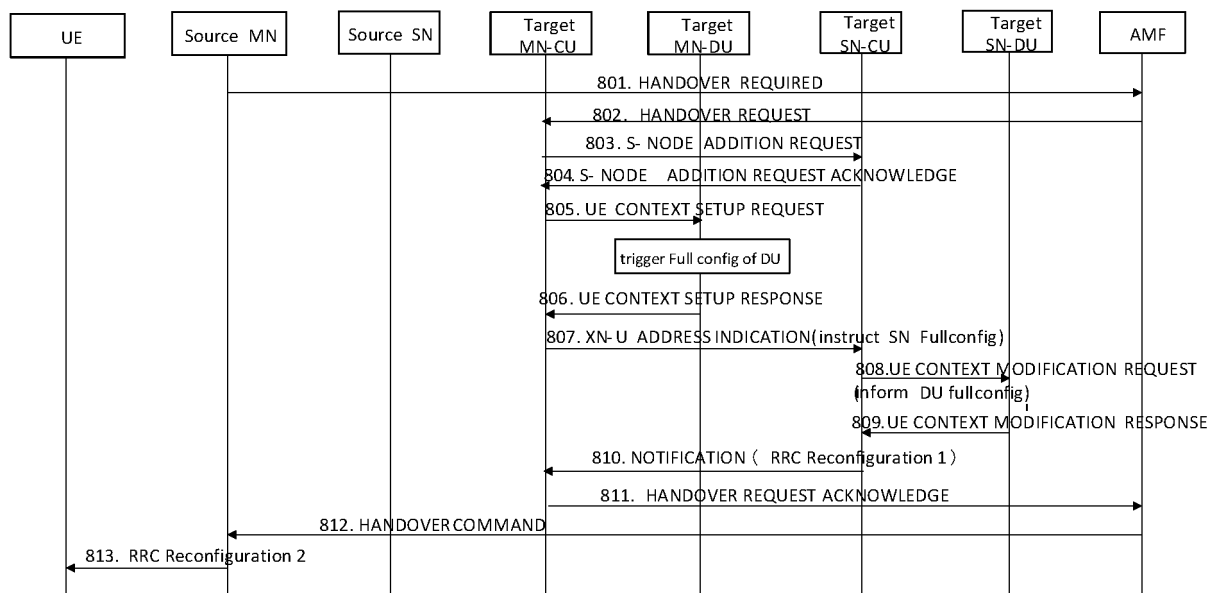 UE
Source MN
Source SN
Target
MN-CU
Target
MN-DU
Target
SN-CU
Target
SN-DU
AMF
801. HANDOVER REQUIRED
802. HANDOVER REQUEST
803. S- NODE ADDITION REQUEST
804. S- NODE ADDITION REQUEST ACKNOWLEDGE
805. UE CONTEXT SETUP REQUEST
trigger Full config of DU
806. UE CONTEXT SETUP RESPONSE
807. XN-U ADDRESS INDICATION(instruct SN Fullconfig)
808.UE CONTEXT MODIFICATION REQUEST
(inform DU fullconfig)
809.UE CONTEXT MODIFICATION RESPONSE
810. NOTIFICATION ( RRC Reconfiguration 1 )
811. HANDOVER REQUEST ACKNOWLEDGE
812. HANDOVER COMMAND
813. RRC Reconfiguration 2